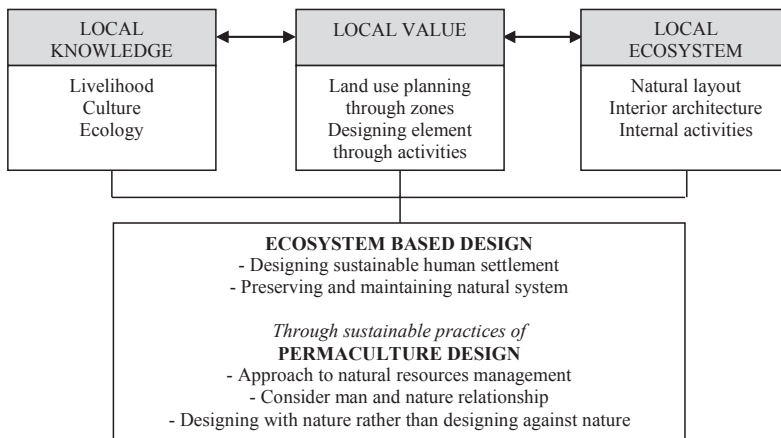 LOCAL
KNOWLEDGE
Livelihood
Culture
Ecology
LOCAL VALUE
Land use planning
through zones
Designing element
through activities
LOCAL
ECOSYSTEM
Natural layout
Interior architecture
Internal activities
ECOSYSTEM BASED DESIGN
- Designing sustainable human settlement
- Preserving and maintaining natural system
Through sustainable practices of
PERMACULTURE DESIGN
- Approach to natural resources management
- Consider man and nature relationship
- Designing with nature rather than designing against nature